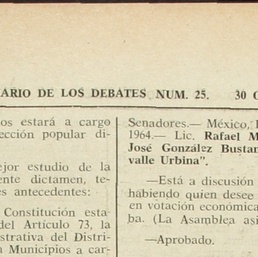 ARIO DE LOS DEBATES NUM. 25. 30
os estará a cargo
ección popular di-
jor estudio de la
ente dictamen, te-
es antecedentes:
Constitución esta-
del Artículo 73, la
strativa del Distri-
Municipios a car-
Senadores.— México,
1964.— Lic. Rafael
José González Bustan
valle Urbina".
—Está a discusión
habiendo quien desee
en votación económica
ba. (La Asamblea asi
—Aprobado.